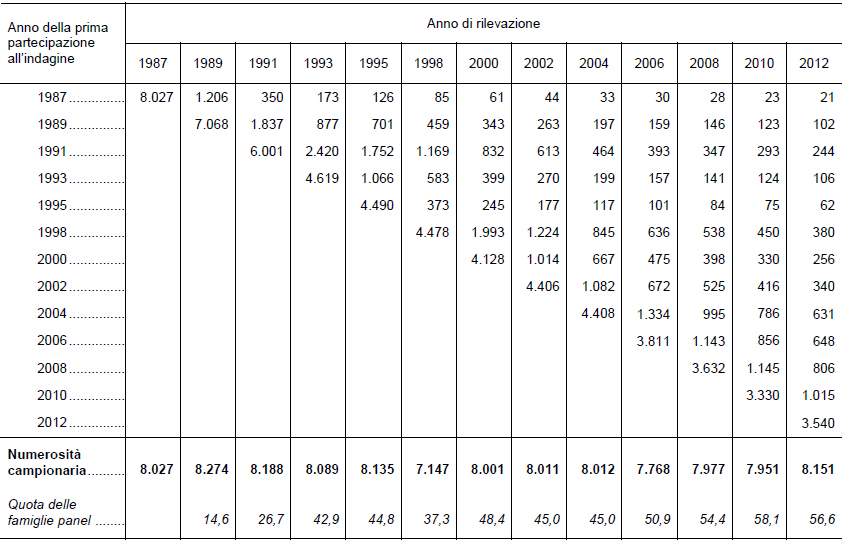 Anno della prima partecipazione all'indagine Anno di rilevazione
1987 1989 1991 1993 1995 1998 2000 2002 2004 2006 2008 2010 2012
1987............... 8.027 1.206 350 173 126 85 61 44 33 30 28 23 21
1989............... 7.068 1.837 877 701 459 343 263 197 159 146 123 102
1991............... 6.001 2.420 1.752 1.169 832 613 464 393 347 293 244
1993............... 4.619 1.066 583 399 270 199 157 141 124 106
1995............... 4.490 373 245 177 117 101 84 75 62
1998............... 4.478 1.993 1.224 845 636 538 450 380
2000............... 4.128 1.014 667 475 398 330 256
2002............... 4.406 1.082 672 525 416 340
2004............... 4.408 1.334 995 786 631
2006............... 3.811 1.143 856 648
2008............... 3.632 1.145 806
2010............... 3.330 1.015
2012............... 3.540
Numerosità
campionaria.......... 8.027 8.274 8.188 8.089 8.135 7.147 8.001 8.011 8.012 7.768 7.977 7.951 8.151
Quota delle
famiglie panel ........ 14,6 26,7 42,9 44,8 37,3 48,4 45,0 45,0 50,9 54,4 58,1 56,6